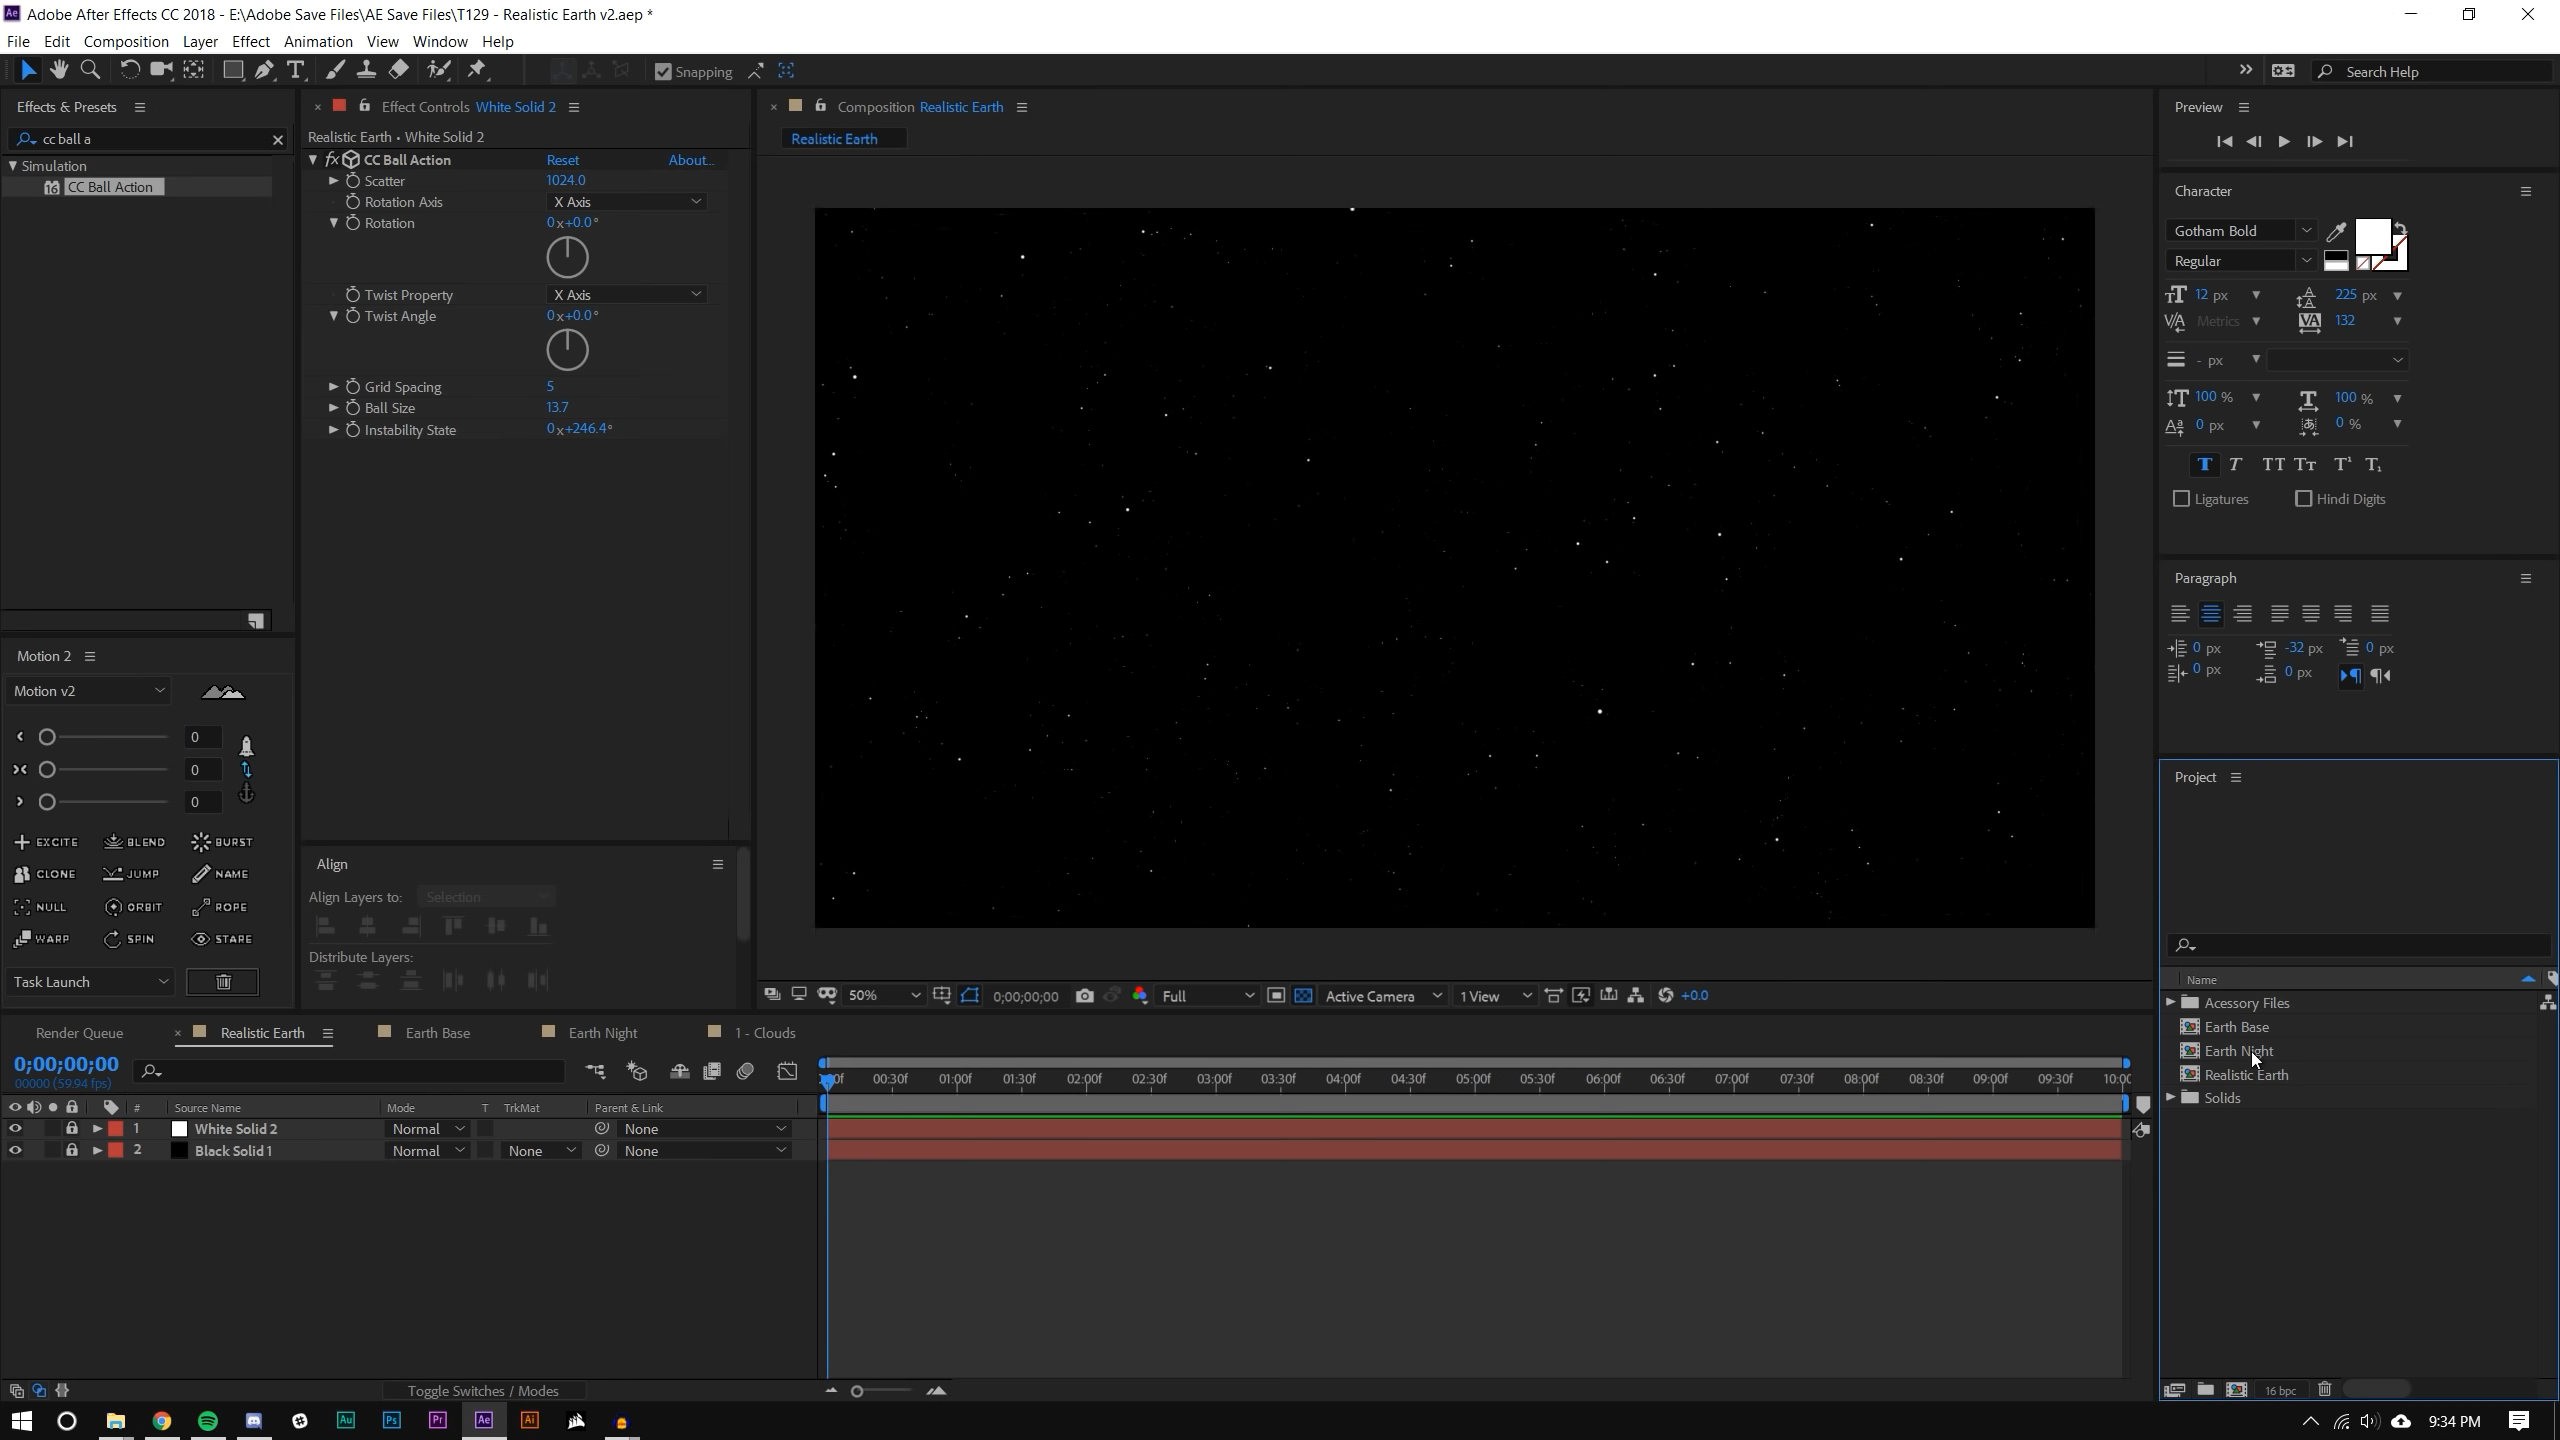 Adobe After Effects CC 2018 - E:\Adobe Save Files\AE Save Files\T129 - Realistic Earth v2.aep *
File Edit Composition Layer Effect Animation View Window Help
Snapping
Search Help
Effects & Presets
cc ball a
Simulation
CC Ball Action
Effect Controls White Solid 2
Realistic Earth • White Solid 2
fx CC Ball Action Reset About...
Scatter 1024.0
Rotation Axis X Axis
Rotation 0x+0.0°
Twist Property X Axis
Twist Angle 0x+0.0°
Grid Spacing 5
Ball Size 13.7
Instability State 0x+246.4°
Composition Realistic Earth
Realistic Earth
Preview
Character
Gotham Bold
Regular
12 px 225 px
Metrics 132
- px
100 % 100 %
0 px 0 %
T T TT Tт T¹ T₁
Ligatures Hindi Digits
Paragraph
0 px -32 px 0 px
0 px 0 px
Motion 2
Motion v2
0
0
0
EXCITE BLEND BURST
CLONE JUMP NAME
NULL ORBIT ROPE
WARP SPIN STARE
Task Launch
Align
Align Layers to: Selection
Distribute Layers:
50% 0;00;00;00 Full Active Camera 1 View +0.0
Project
Name
Acessory Files
Earth Base
Earth Night
Realistic Earth
Solids
16 bpc
Render Queue Realistic Earth Earth Base Earth Night 1 - Clouds
0;00;00;00
00000 (59.94 fps)
00:30f 01:00f 01:30f 02:00f 02:30f 03:00f 03:30f 04:00f 04:30f 05:00f 05:30f 06:00f 06:30f 07:00f 07:30f 08:00f 08:30f 09:00f 09:30f 10:00
# Source Name Mode T TrkMat Parent & Link
1 White Solid 2 Normal None
2 Black Solid 1 Normal None None
Toggle Switches / Modes
Au Ps Pr Ae Ai
9:34 PM